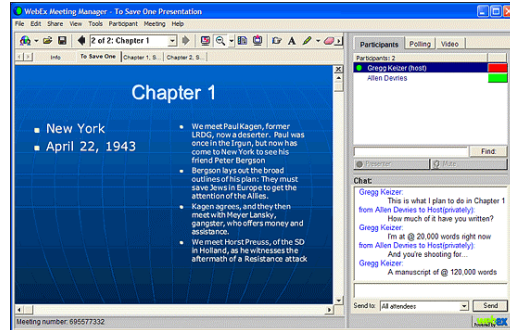 WebEx Meeting Manager - To Save One Presentation
File Edit Share View Tools Participant Meeting Help
2 of 2: Chapter 1
Info To Save One Chapter 1, S... Chapter 2, S...
Chapter 1
New York
April 22, 1943
We meet Paul Kagen, former
LRDG, now a deserter. Paul was
once in the Irgun, but now has
come to New York to see his
friend Peter Bergson
Bergson lays out the broad
outlines of his plan: They must
save Jews in Europe to get the
attention of the Allies.
Kagen agrees, and they then
meet with Meyer Lansky,
gangster, who offers money and
assistance.
We meet Horst Preuss, of the SD
in Holland, as he witnesses the
aftermath of a Resistance attack
Meeting number: 695577332
Participants Polling Video
Participants: 2
Gregg Keizer (host)
Allen Devries
Find
Presenter Mute
Chat:
Gregg Keizer:
This is what I plan to do in Chapter 1
from Allen Devries to Host(privately):
How much of it have you written?
Gregg Keizer:
I'm at @ 20,000 words right now
from Allen Devries to Host(privately):
And you're shooting for...
Gregg Keizer:
A manuscript of @ 120,000 words
Send to: All attendees Send
hosted by webex